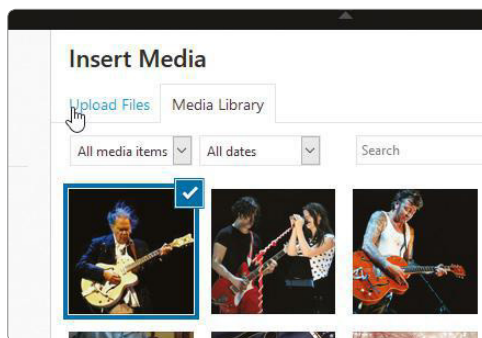 Insert Media
Upload Files Media Library
All media items All dates Search